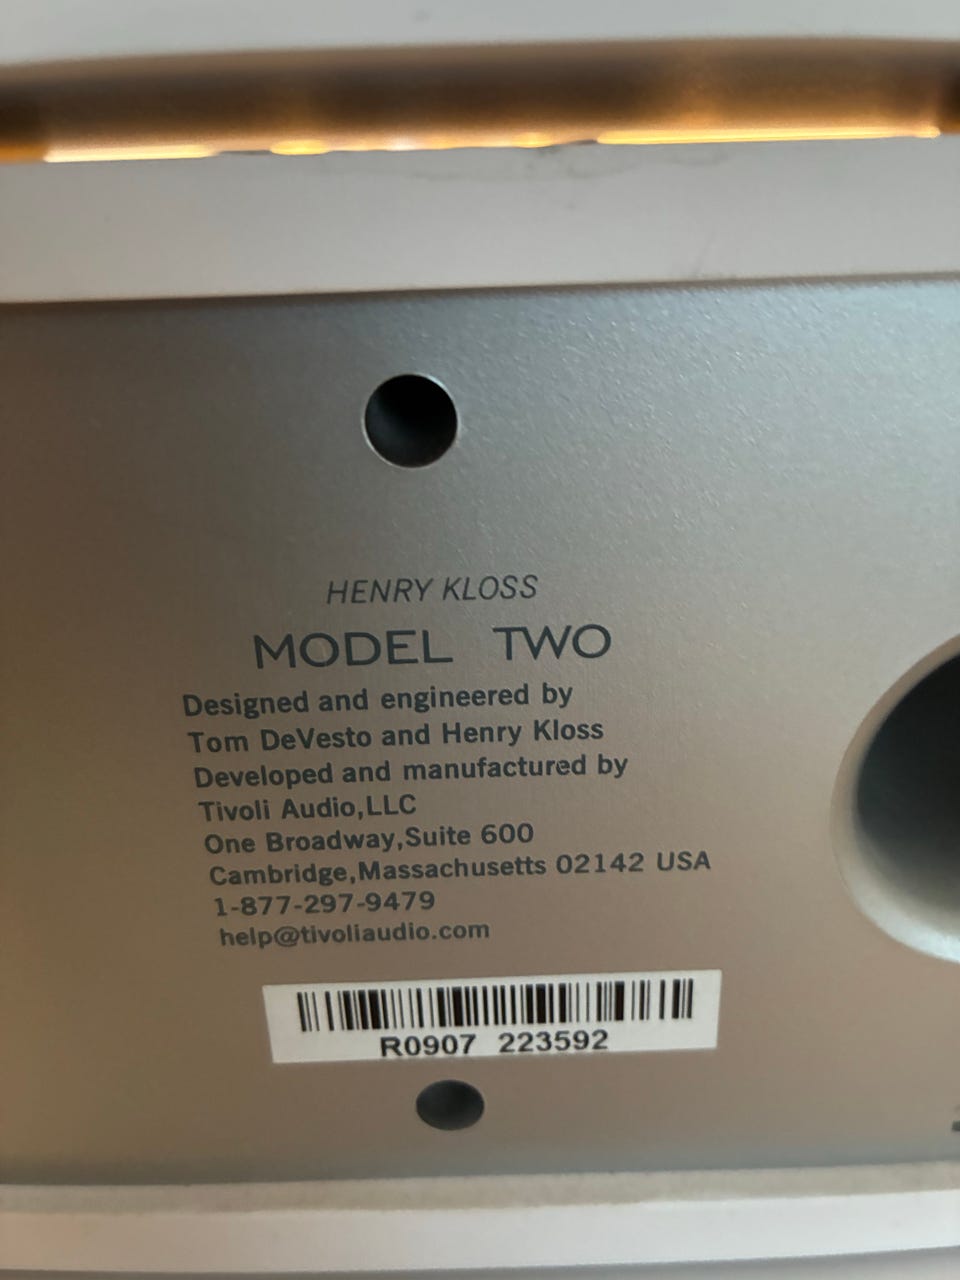 HENRY KLOSS
MODEL TWO
Designed and engineered by
Tom DeVesto and Henry Kloss
Developed and manufactured by
Tivoli Audio,LLC
One Broadway,Suite 600
Cambridge,Massachusetts 02142 USA
1-877-297-9479
help@tivoliaudio.com
R0907 223592